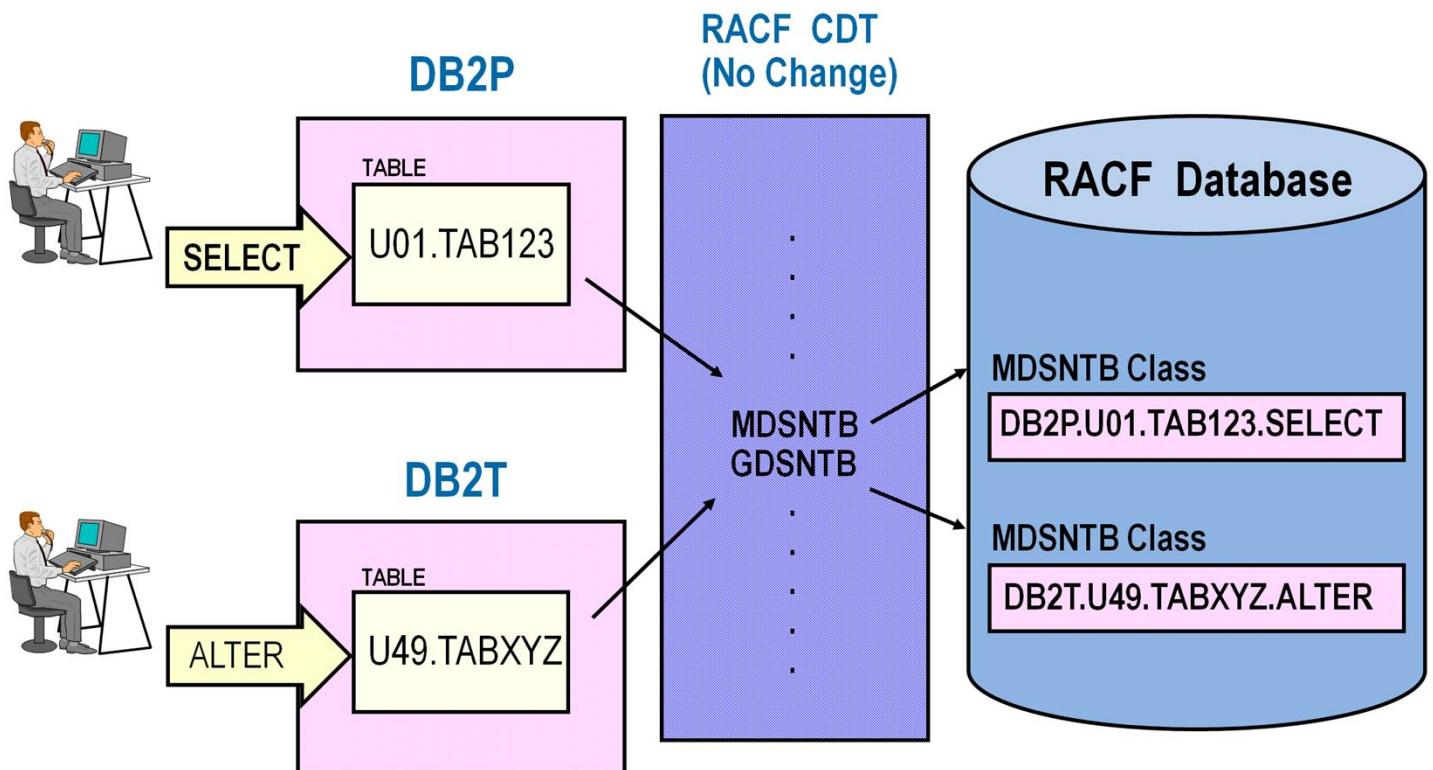 RACF CDT
(No Change)
DB2P
TABLE
U01.TAB123
SELECT
DB2T
TABLE
U49.TABXYZ
ALTER
MDSNTB
GDSNTB
RACF Database
MDSNTB Class
DB2P.U01.TAB123.SELECT
MDSNTB Class
DB2T.U49.TABXYZ.ALTER